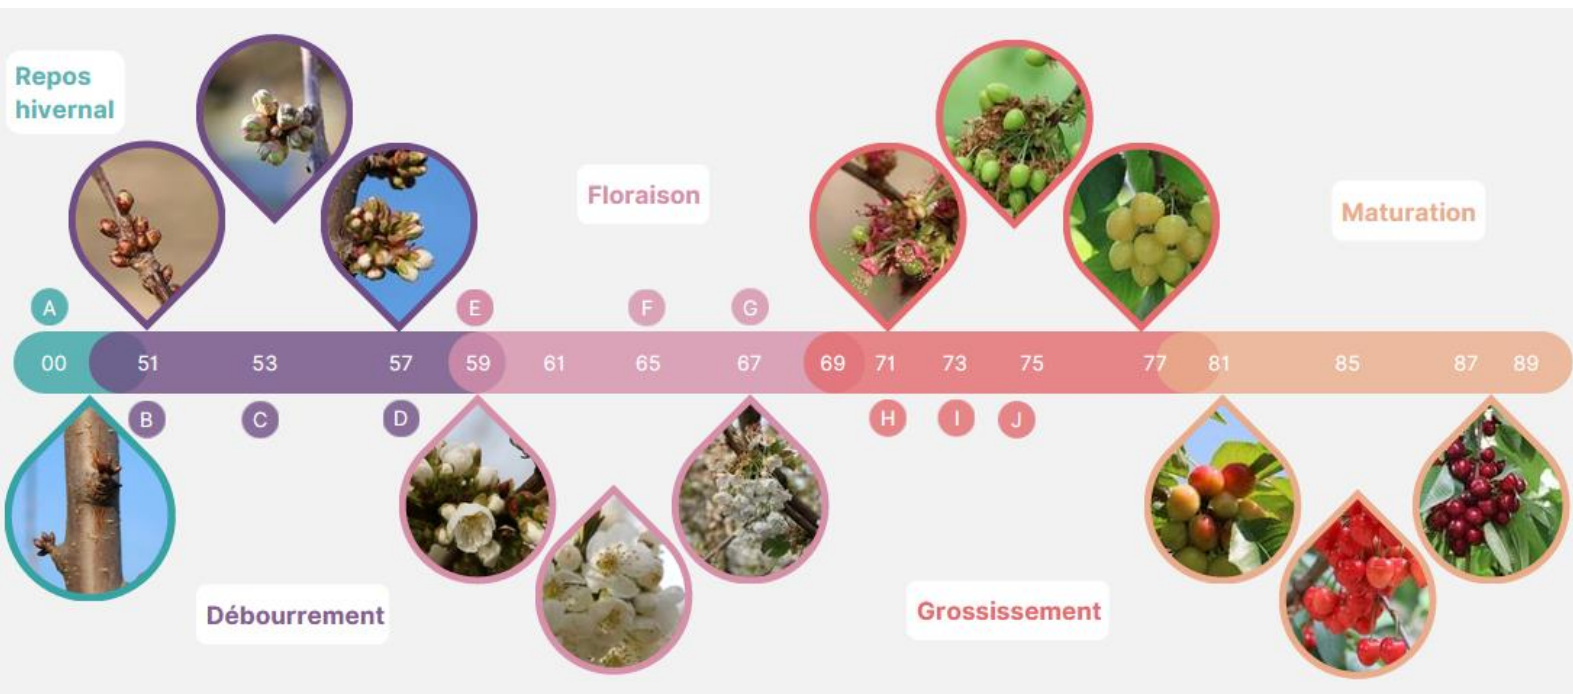 Repos
hivernal
Floraison
Maturation
A
E
F
G
00
51
53
57
59
61
65
67
69
71
73
75
77
81
85
87
89
B
C
D
H
I
J
Débourrement
Grossissement